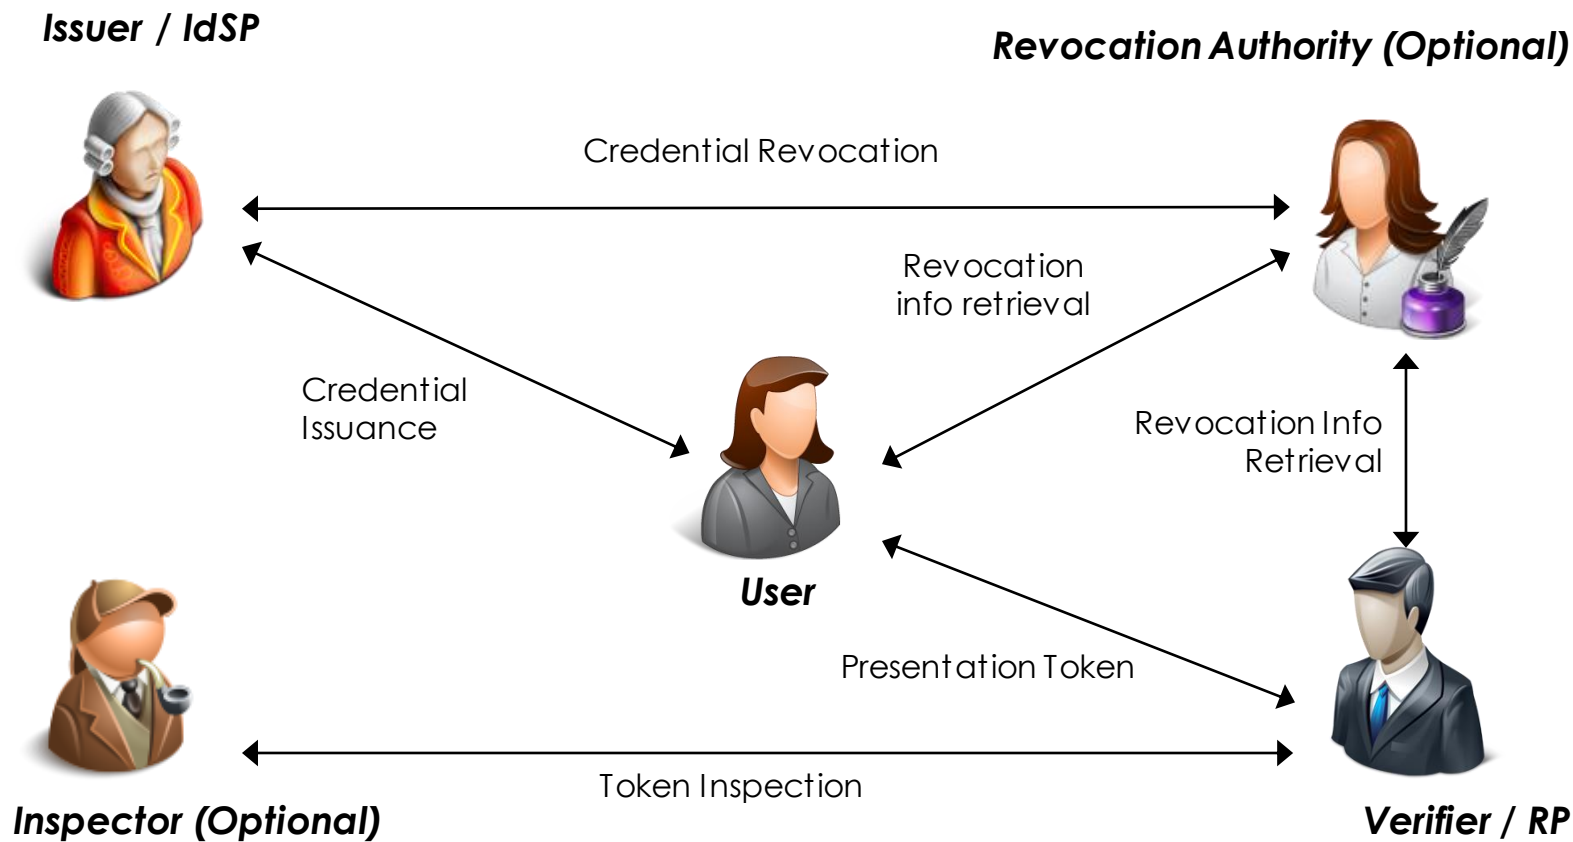 Issuer / IdSP
Revocation Authority (Optional)
Credential Revocation
Revocation
info retrieval
Credential
Issuance
Revocation Info
Retrieval
User
Presentation Token
Token Inspection
Inspector (Optional)
Verifier / RP